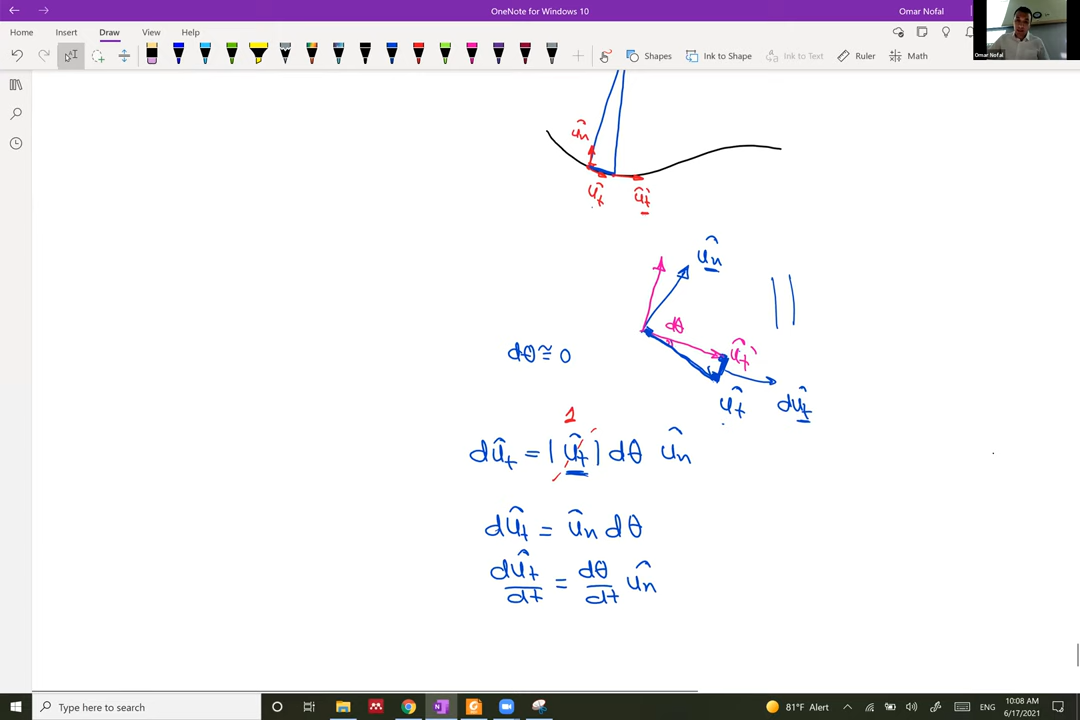 OneNote for Windows 10
Omar Nofal
Home
Insert
Draw
View
Help
Shapes
Ink to Shape
Ink to Text
Ruler
Math
Omar Nofal
ûn
ût
ût'
ûn
dθ
ût'
ût
dût
dθ ≅ 0
1
dût = |ût| dθ ûn
dût = ûn dθ
dût/dt = dθ/dt ûn
Type here to search
81°F Alert
ENG
10:08 AM
6/17/2021